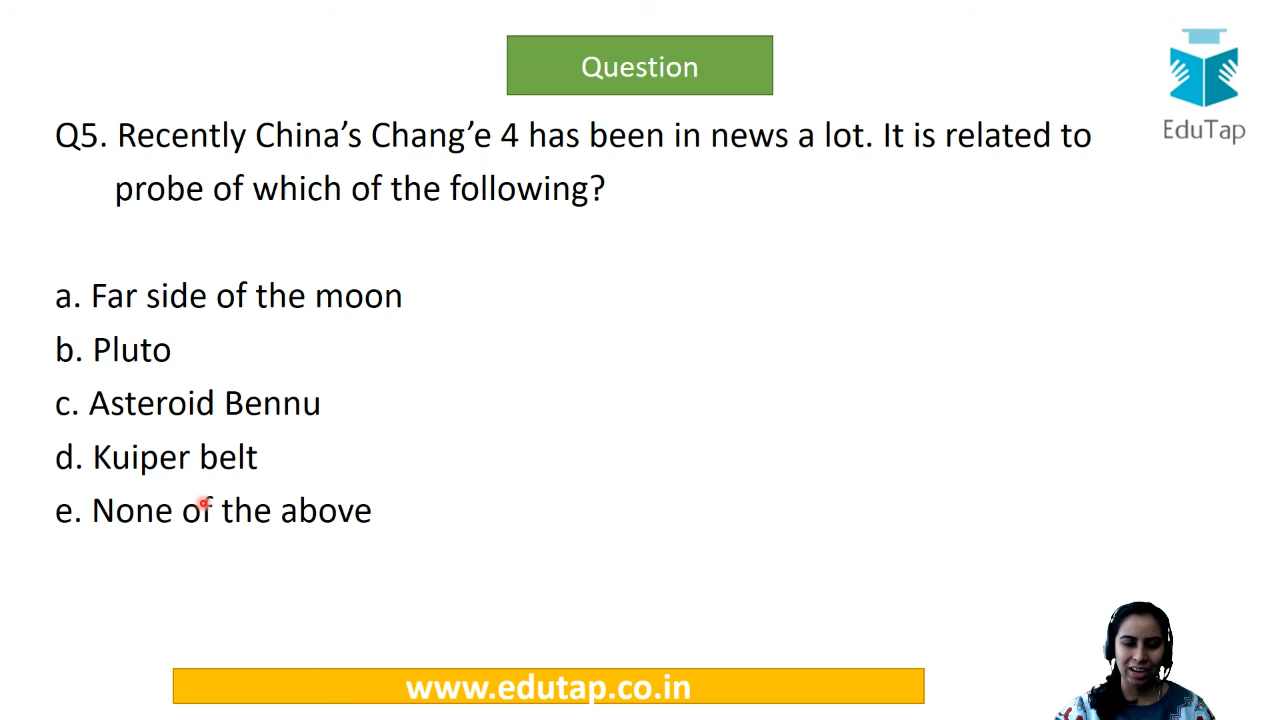 Question
EduTap
Q5. Recently China’s Chang’e 4 has been in news a lot. It is related to
probe of which of the following?
a. Far side of the moon
b. Pluto
c. Asteroid Bennu
d. Kuiper belt
e. None of the above
www.edutap.co.in